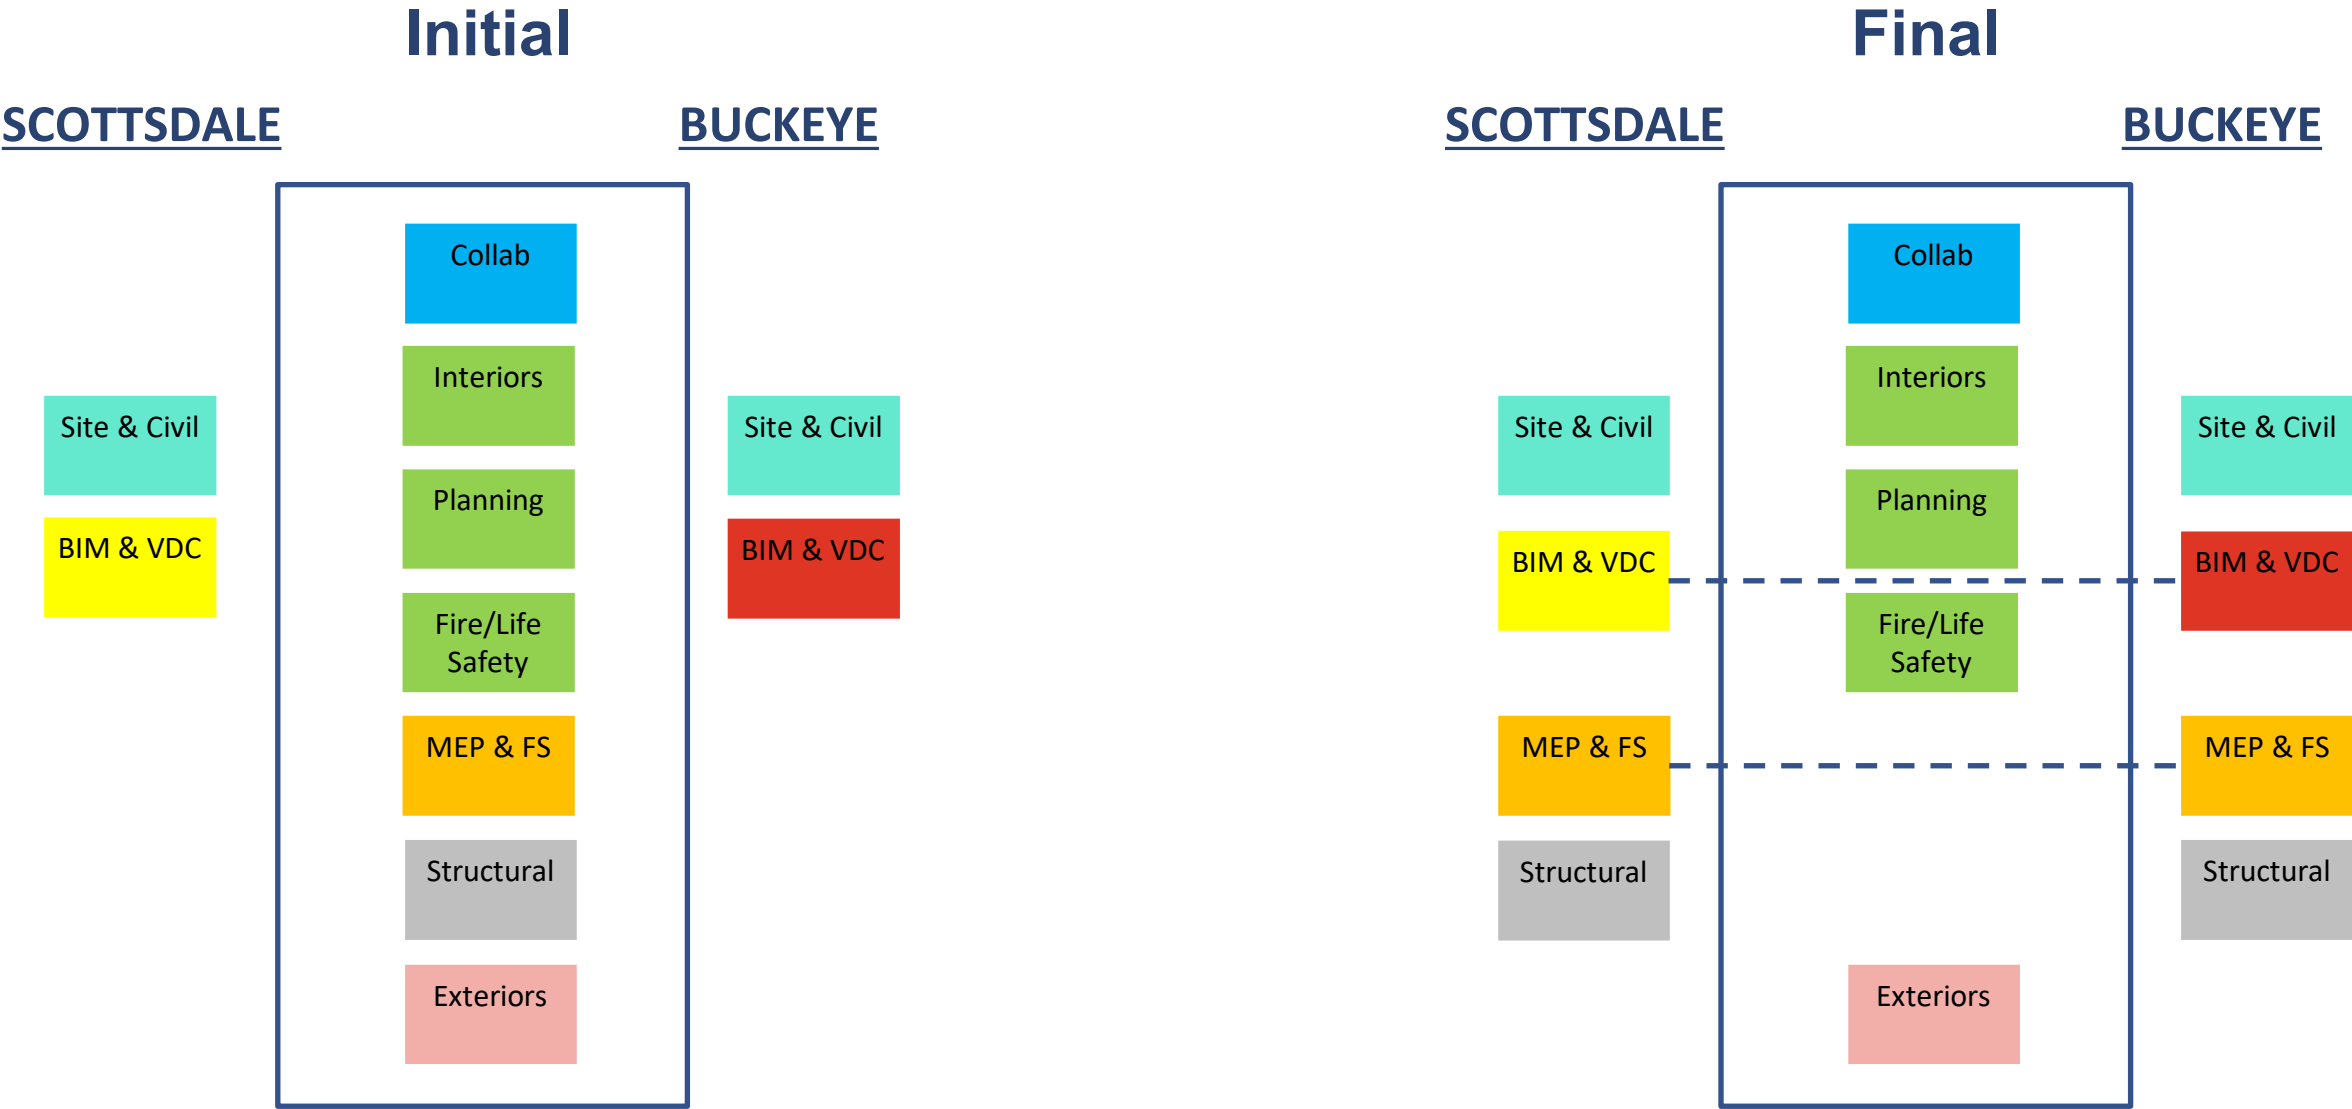 Initial
SCOTTSDALE
BUCKEYE
Collab
Interiors
Site & Civil
Site & Civil
Planning
BIM & VDC
BIM & VDC
Fire/Life
Safety
MEP & FS
Structural
Exteriors
Final
SCOTTSDALE
BUCKEYE
Collab
Interiors
Site & Civil
Site & Civil
Planning
BIM & VDC
BIM & VDC
Fire/Life
Safety
MEP & FS
MEP & FS
Structural
Structural
Exteriors